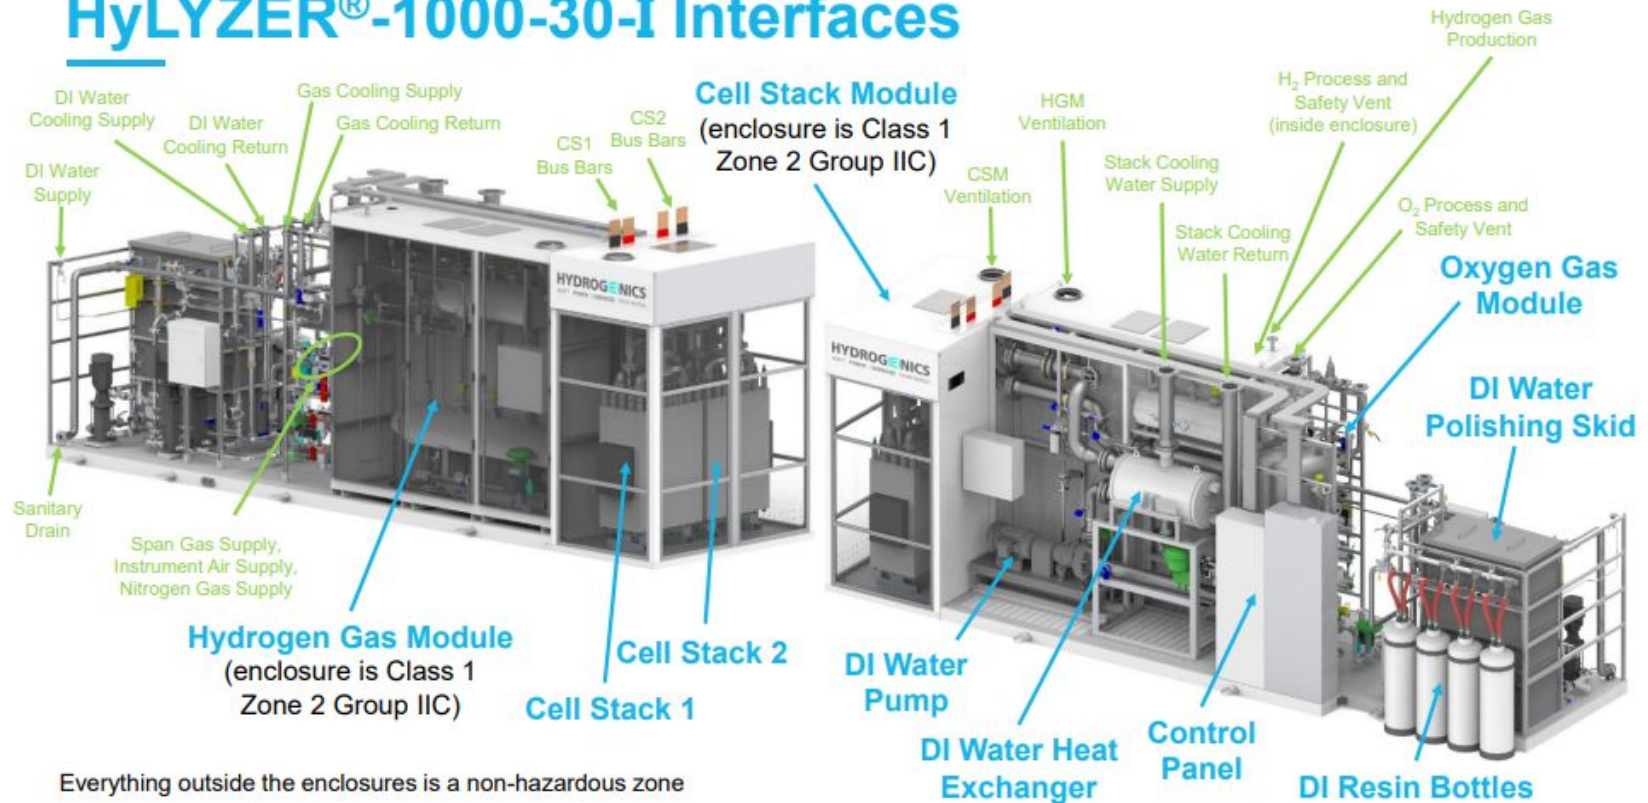 HyLYZER®-1000-30-I Interfaces
DI Water
Cooling Supply
DI Water
Cooling Return
Gas Cooling Supply
Gas Cooling Return
DI Water
Supply
CS1
Bus Bars
CS2
Bus Bars
Cell Stack Module
(enclosure is Class 1
Zone 2 Group IIC)
HGM
Ventilation
CSM
Ventilation
Stack Cooling
Water Supply
Stack Cooling
Water Return
H₂ Process and
Safety Vent
(inside enclosure)
Hydrogen Gas
Production
O₂ Process and
Safety Vent
Oxygen Gas
Module
DI Water
Polishing Skid
HYDROGENICS
HYDROGENICS
Sanitary
Drain
Span Gas Supply,
Instrument Air Supply,
Nitrogen Gas Supply
Hydrogen Gas Module
(enclosure is Class 1
Zone 2 Group IIC)
Cell Stack 1
Cell Stack 2
DI Water
Pump
DI Water Heat
Exchanger
Control
Panel
DI Resin Bottles
Everything outside the enclosures is a non-hazardous zone